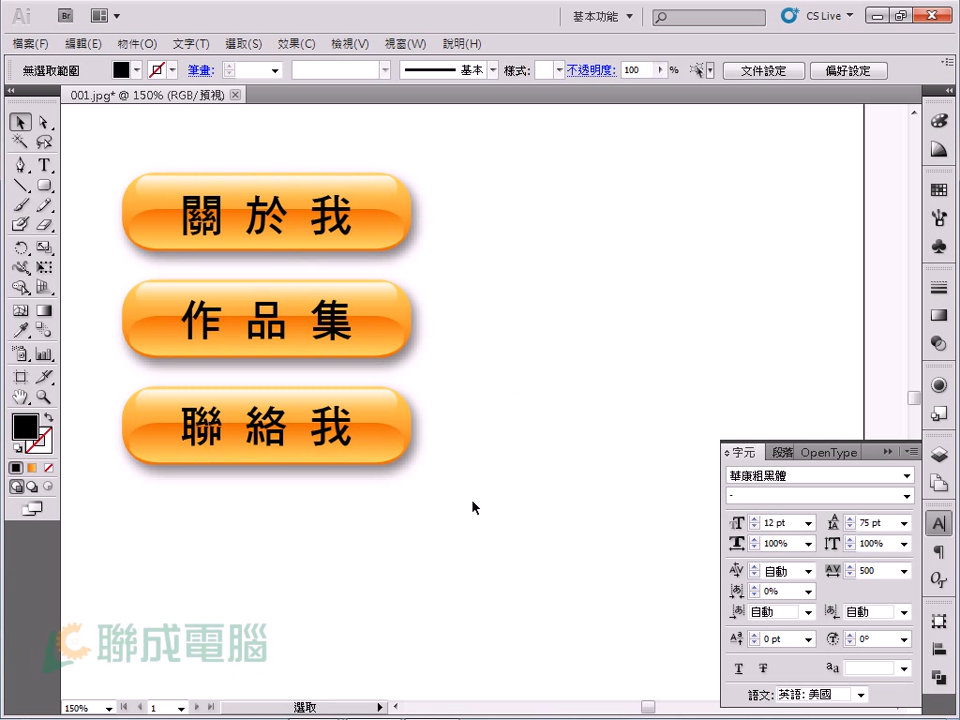 Ai Br 基本功能 CS Live
檔案(F) 編輯(E) 物件(O) 文字(T) 選取(S) 效果(C) 檢視(V) 視窗(W) 說明(H)
無選取範圍 筆畫: 基本 樣式: 不透明度: 100 % 文件設定 偏好設定
001.jpg* @ 150% (RGB/預視)
關於我
作品集
聯絡我
字元 段落 OpenType
華康粗黑體
-
12 pt 75 pt
100% 100%
自動 500
0%
自動 自動
0 pt 0°
語文: 英語: 美國
聯成電腦
150% 1 選取